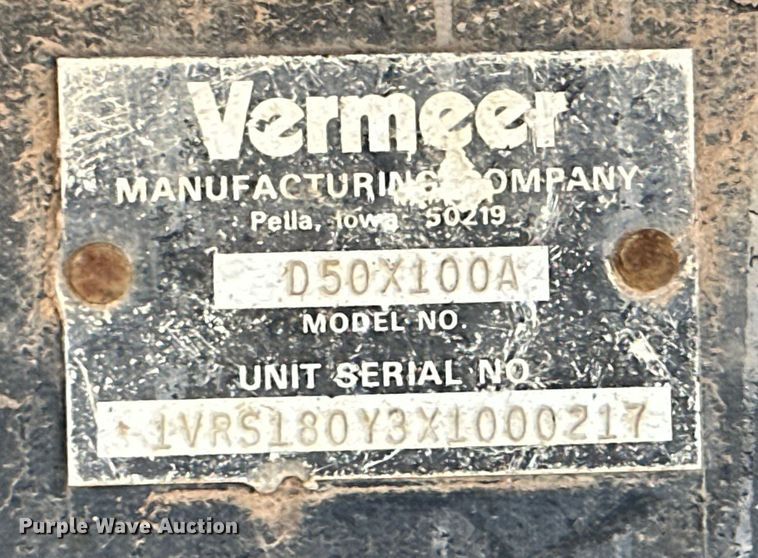 Vermeer
MANUFACTURING COMPANY
Pella, Iowa 50219
D50X100A
MODEL NO.
UNIT SERIAL NO
1VRS180Y3X1000217
Purple Wave Auction